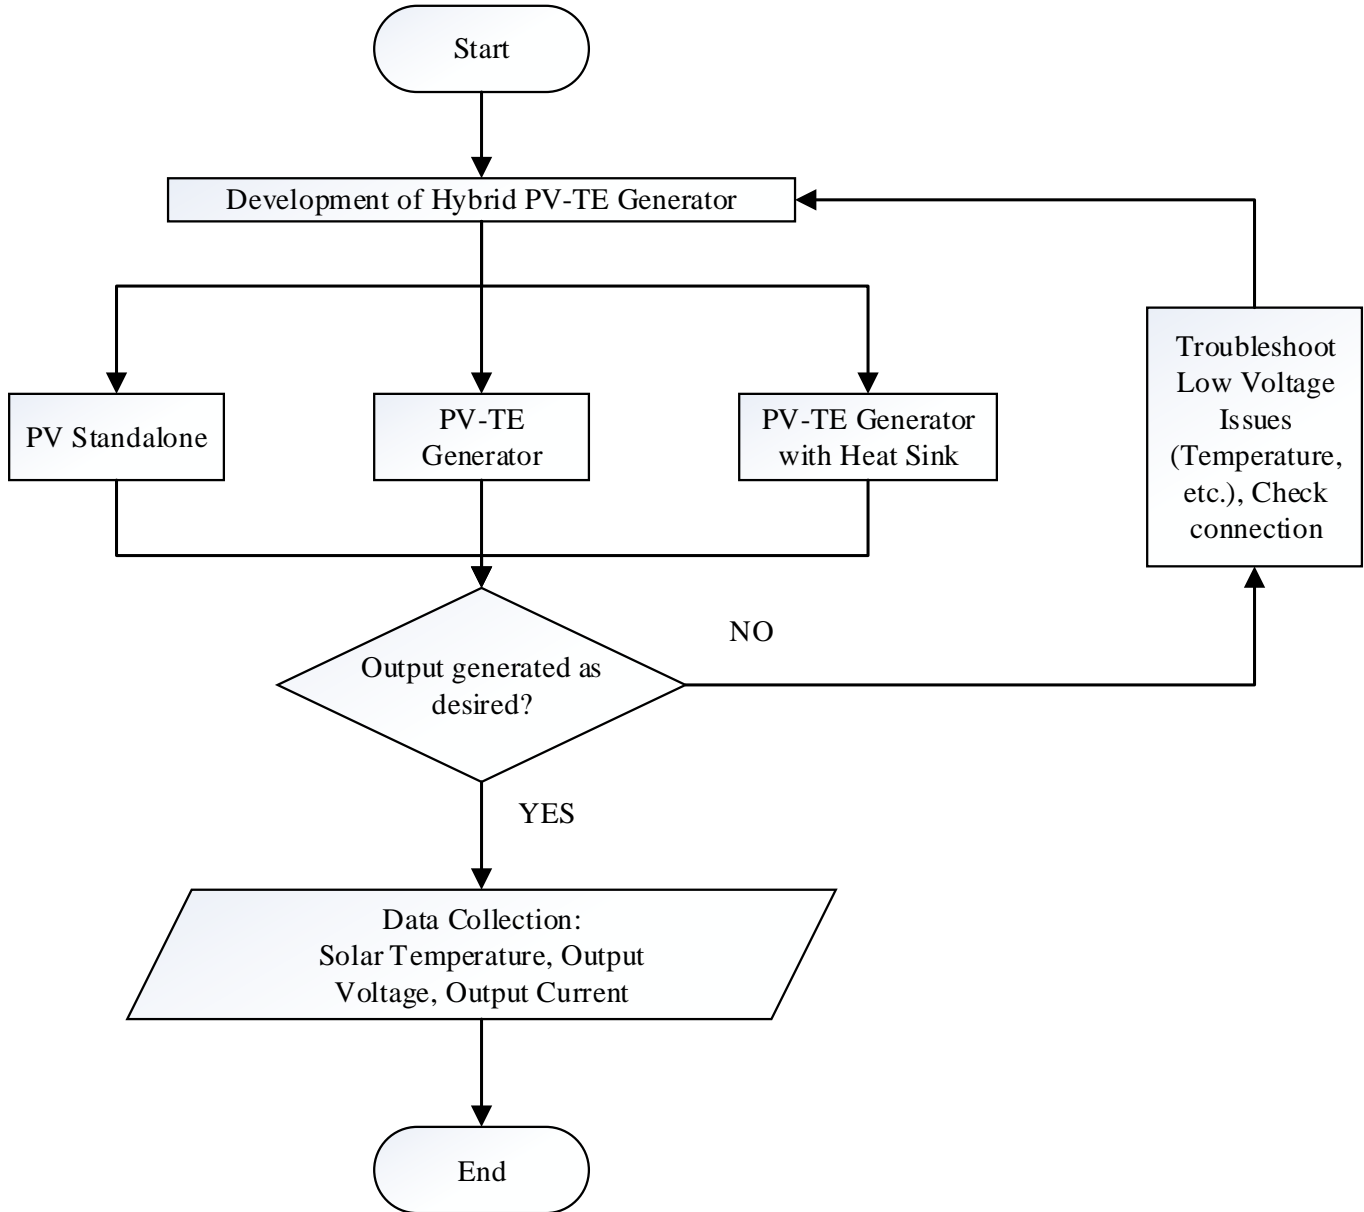 Start
Development of Hybrid PV-TE Generator
PV Standalone
PV-TE
Generator
PV-TE Generator
with Heat Sink
Troubleshoot
Low Voltage
Issues
(Temperature,
etc.), Check
connection
Output generated as
desired?
NO
YES
Data Collection:
Solar Temperature, Output
Voltage, Output Current
End